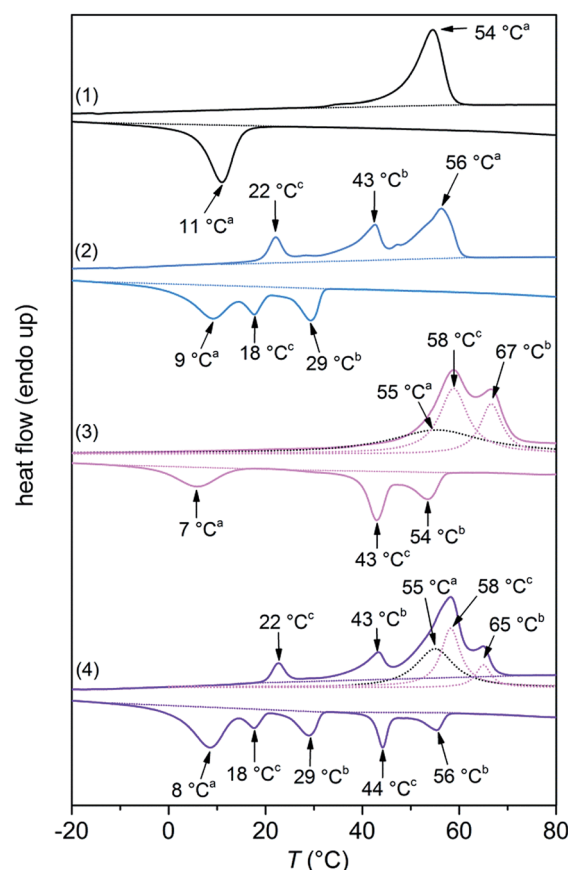 54 °Cᵃ
(1)
11 °Cᵃ
22 °Cᶜ
43 °Cᵇ
56 °Cᵃ
(2)
9 °Cᵃ
18 °Cᶜ
29 °Cᵇ
58 °Cᶜ
67 °Cᵇ
55 °Cᵃ
(3)
7 °Cᵃ
43 °Cᶜ
54 °Cᵇ
55 °Cᵃ
58 °Cᶜ
22 °Cᶜ
43 °Cᵇ
65 °Cᵇ
(4)
8 °Cᵃ
18 °Cᶜ
29 °Cᵇ
44 °Cᶜ
56 °Cᵇ
heat flow (endo up)
-20 0 20 40 60 80
T (°C)